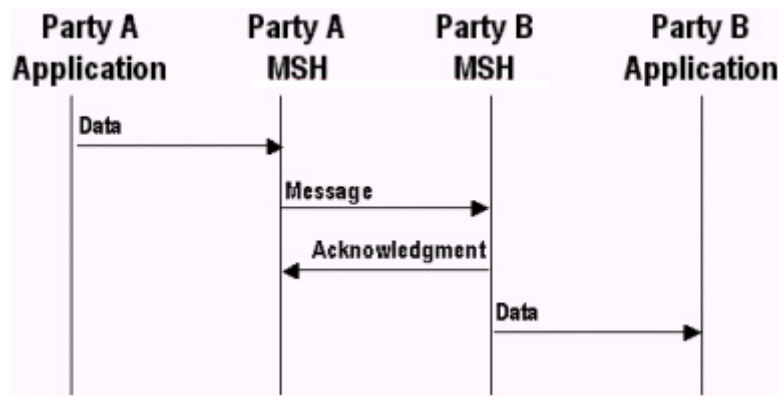 Party A Application
Party A MSH
Party B MSH
Party B Application
Data
Message
Acknowledgment
Data